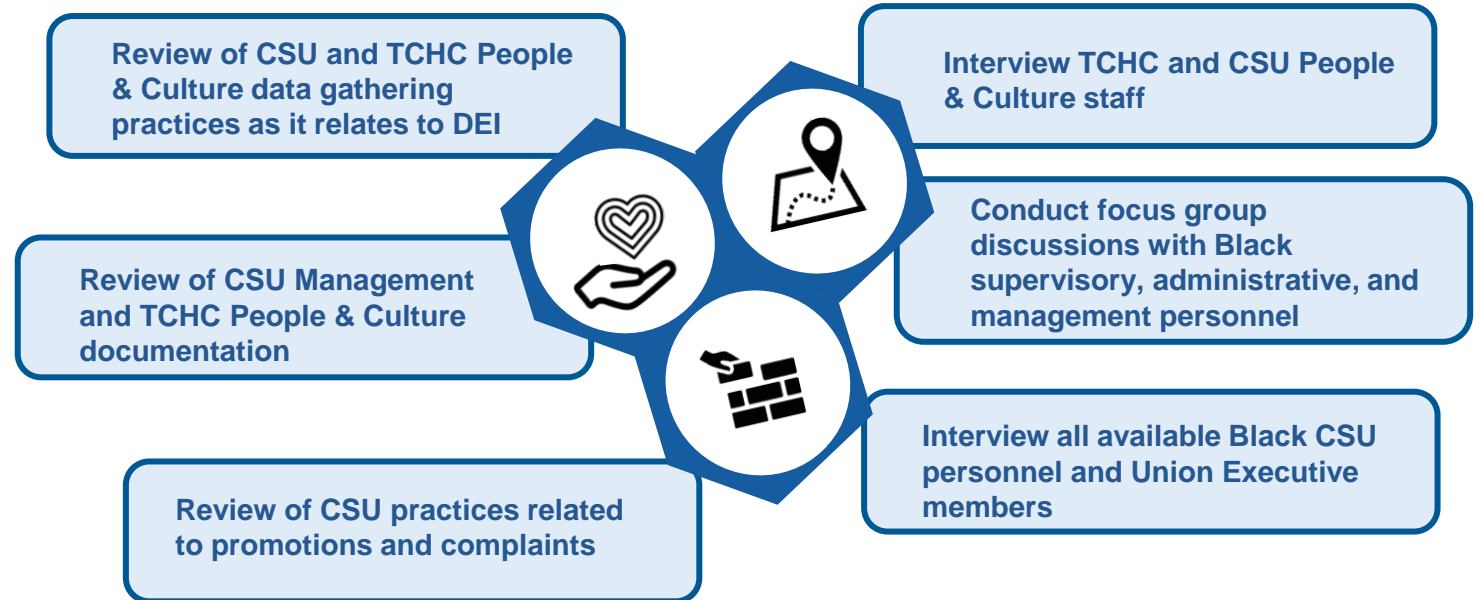 Review of CSU and TCHC People
& Culture data gathering
practices as it relates to DEI
Review of CSU Management
and TCHC People & Culture
documentation
Review of CSU practices related
to promotions and complaints
Interview TCHC and CSU People
& Culture staff
Conduct focus group
discussions with Black
supervisory, administrative, and
management personnel
Interview all available Black CSU
personnel and Union Executive
members